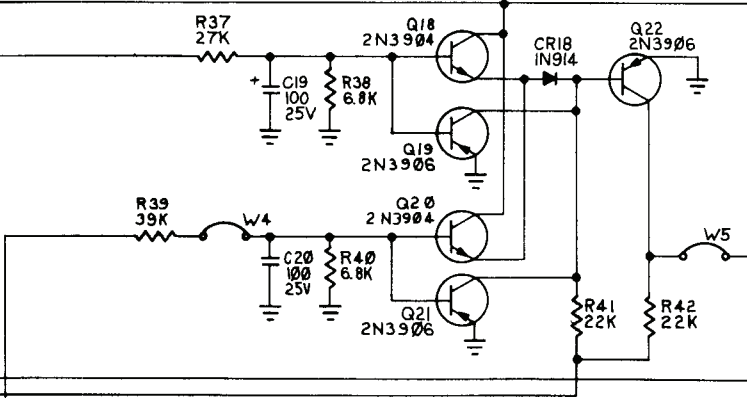 R37
27K
Q18
2N3904
CR18
1N914
Q22
2N3906
+
C19
100
25V
R38
6.8K
Q19
2N3906
R39
39K
W4
Q20
2N3904
C20
100
25V
R40
6.8K
Q21
2N3906
W5
R41
22K
R42
22K